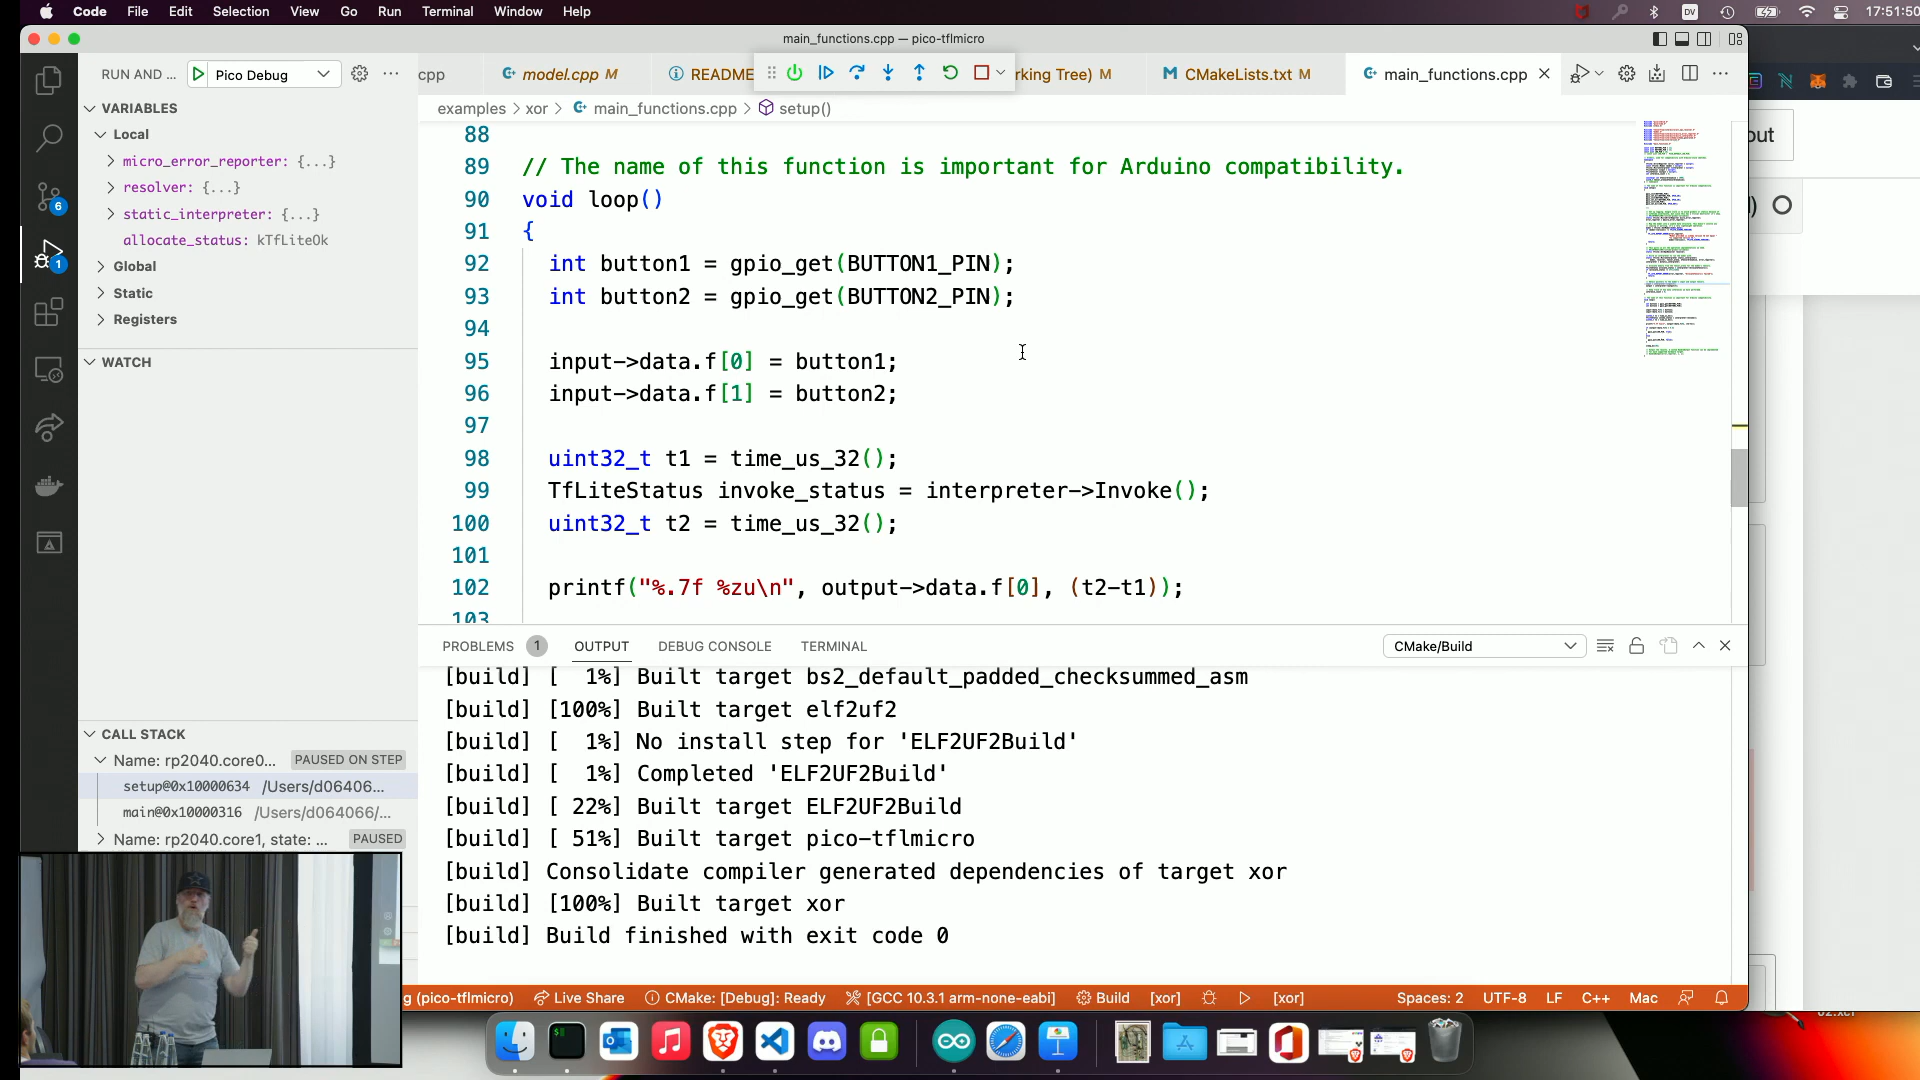 Code File Edit Selection View Go Run Terminal Window Help DV 17:51:50
main_functions.cpp — pico-tflmicro
RUN AND ... Pico Debug ...
cpp model.cpp M README rking Tree) M CMakeLists.txt M main_functions.cpp
examples > xor > main_functions.cpp > setup()
VARIABLES
Local
micro_error_reporter: {...}
resolver: {...}
static_interpreter: {...}
allocate_status: kTfLiteOk
Global
Static
Registers
WATCH
6
1
88
89 // The name of this function is important for Arduino compatibility.
90 void loop()
91 {
92 int button1 = gpio_get(BUTTON1_PIN);
93 int button2 = gpio_get(BUTTON2_PIN);
94
95 input->data.f[0] = button1;
96 input->data.f[1] = button2;
97
98 uint32_t t1 = time_us_32();
99 TfLiteStatus invoke_status = interpreter->Invoke();
100 uint32_t t2 = time_us_32();
101
102 printf("%.7f %zu\n", output->data.f[0], (t2-t1));
103
out
)
PROBLEMS 1 OUTPUT DEBUG CONSOLE TERMINAL CMake/Build
[build] [  1%] Built target bs2_default_padded_checksummed_asm
[build] [100%] Built target elf2uf2
[build] [  1%] No install step for 'ELF2UF2Build'
[build] [  1%] Completed 'ELF2UF2Build'
[build] [ 22%] Built target ELF2UF2Build
[build] [ 51%] Built target pico-tflmicro
[build] Consolidate compiler generated dependencies of target xor
[build] [100%] Built target xor
[build] Build finished with exit code 0
CALL STACK
Name: rp2040.core0... PAUSED ON STEP
setup@0x10000634 /Users/d06406...
main@0x10000316 /Users/d064066/...
Name: rp2040.core1, state: ... PAUSED
g (pico-tflmicro) Live Share CMake: [Debug]: Ready [GCC 10.3.1 arm-none-eabi] Build [xor] [xor] Spaces: 2 UTF-8 LF C++ Mac